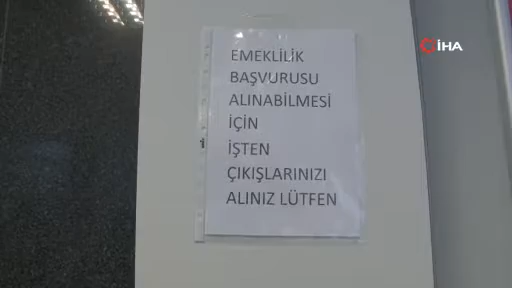 İHA
EMEKLİLİK
BAŞVURUSU
ALINABİLMESİ
İÇİN
İŞTEN
ÇIKIŞLARINIZI
ALINIZ LÜTFEN